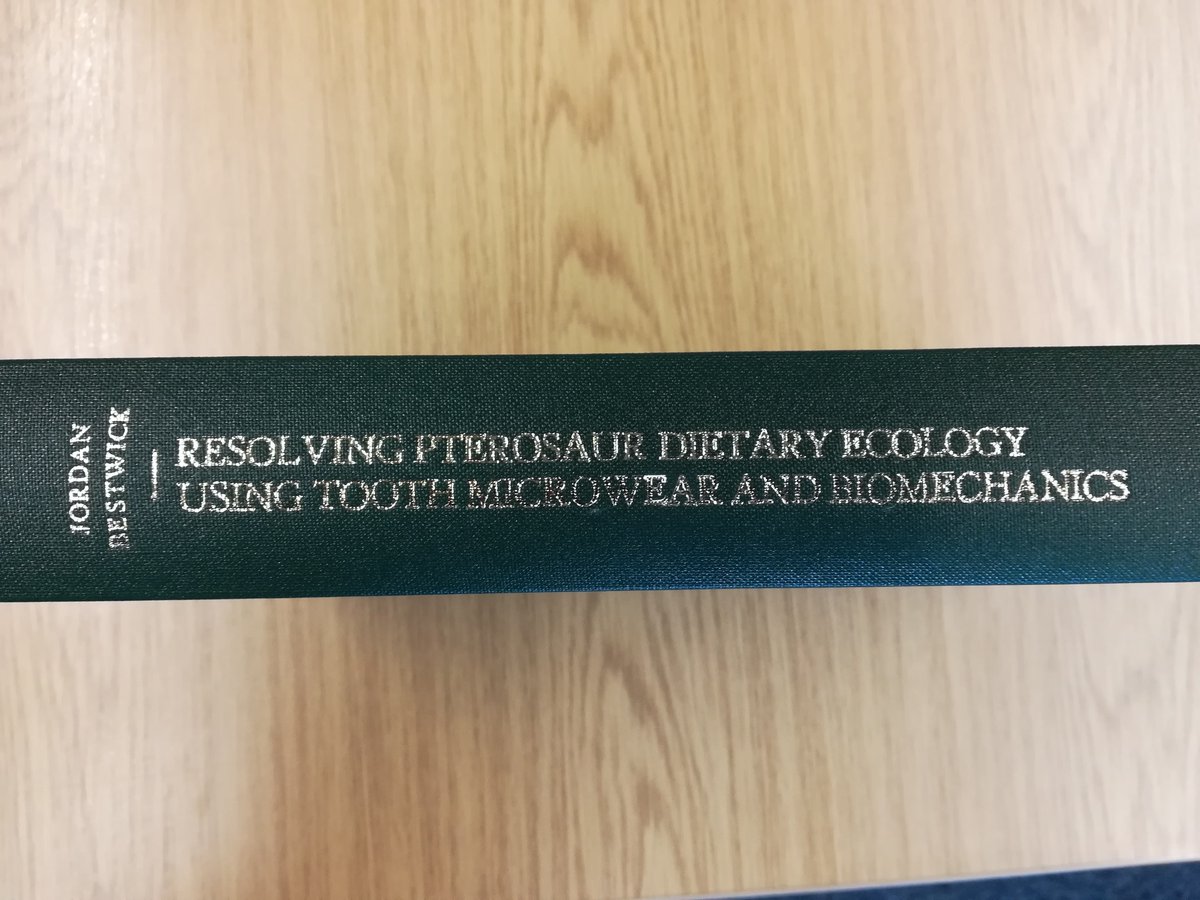 JORDAN
BESTWICK
RESOLVING PTEROSAUR DIETARY ECOLOGY
USING TOOTH MICROWEAR AND BIOMECHANICS